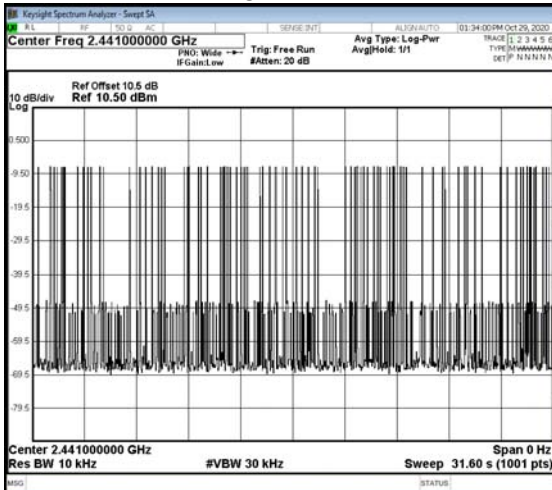 Keysight Spectrum Analyzer - Swept SA
RL RF 50 Ω AC SENSE:INT ALIGN AUTO 01:34:00 PM Oct 29, 2020
Center Freq 2.441000000 GHz Avg Type: Log-Pwr TRACE 1 2 3 4 5 6
PNO: Wide Trig: Free Run Avg|Hold: 1/1 TYPE M WWWWW
IFGain:Low #Atten: 20 dB DET P N N N N N
Ref Offset 10.5 dB
10 dB/div Ref 10.50 dBm
Log
0.500
-9.50
-19.5
-29.5
-39.5
-49.5
-59.5
-69.5
-79.5
Center 2.441000000 GHz Span 0 Hz
Res BW 10 kHz #VBW 30 kHz Sweep 31.60 s (1001 pts)
MSG STATUS